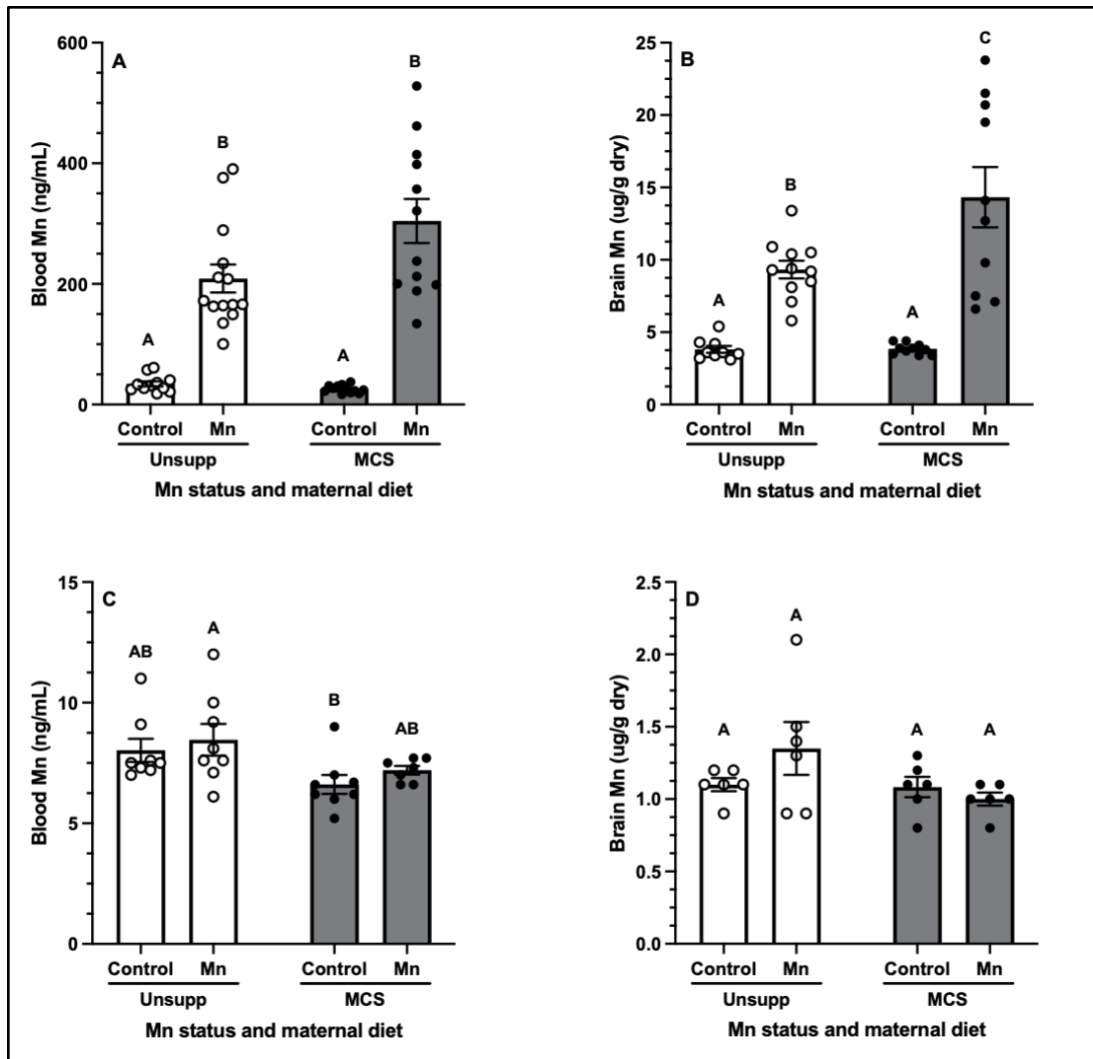 A
Blood Mn (ng/mL)
600
400
200
0
A
B
A
B
Control Mn Control Mn
Unsupp MCS
Mn status and maternal diet
B
Brain Mn (ug/g dry)
25
20
15
10
5
0
A
B
A
C
Control Mn Control Mn
Unsupp MCS
Mn status and maternal diet
C
Blood Mn (ng/mL)
15
10
5
0
AB
A
B
AB
Control Mn Control Mn
Unsupp MCS
Mn status and maternal diet
D
Brain Mn (ug/g dry)
2.5
2.0
1.5
1.0
0.5
0.0
A
A
A
A
Control Mn Control Mn
Unsupp MCS
Mn status and maternal diet